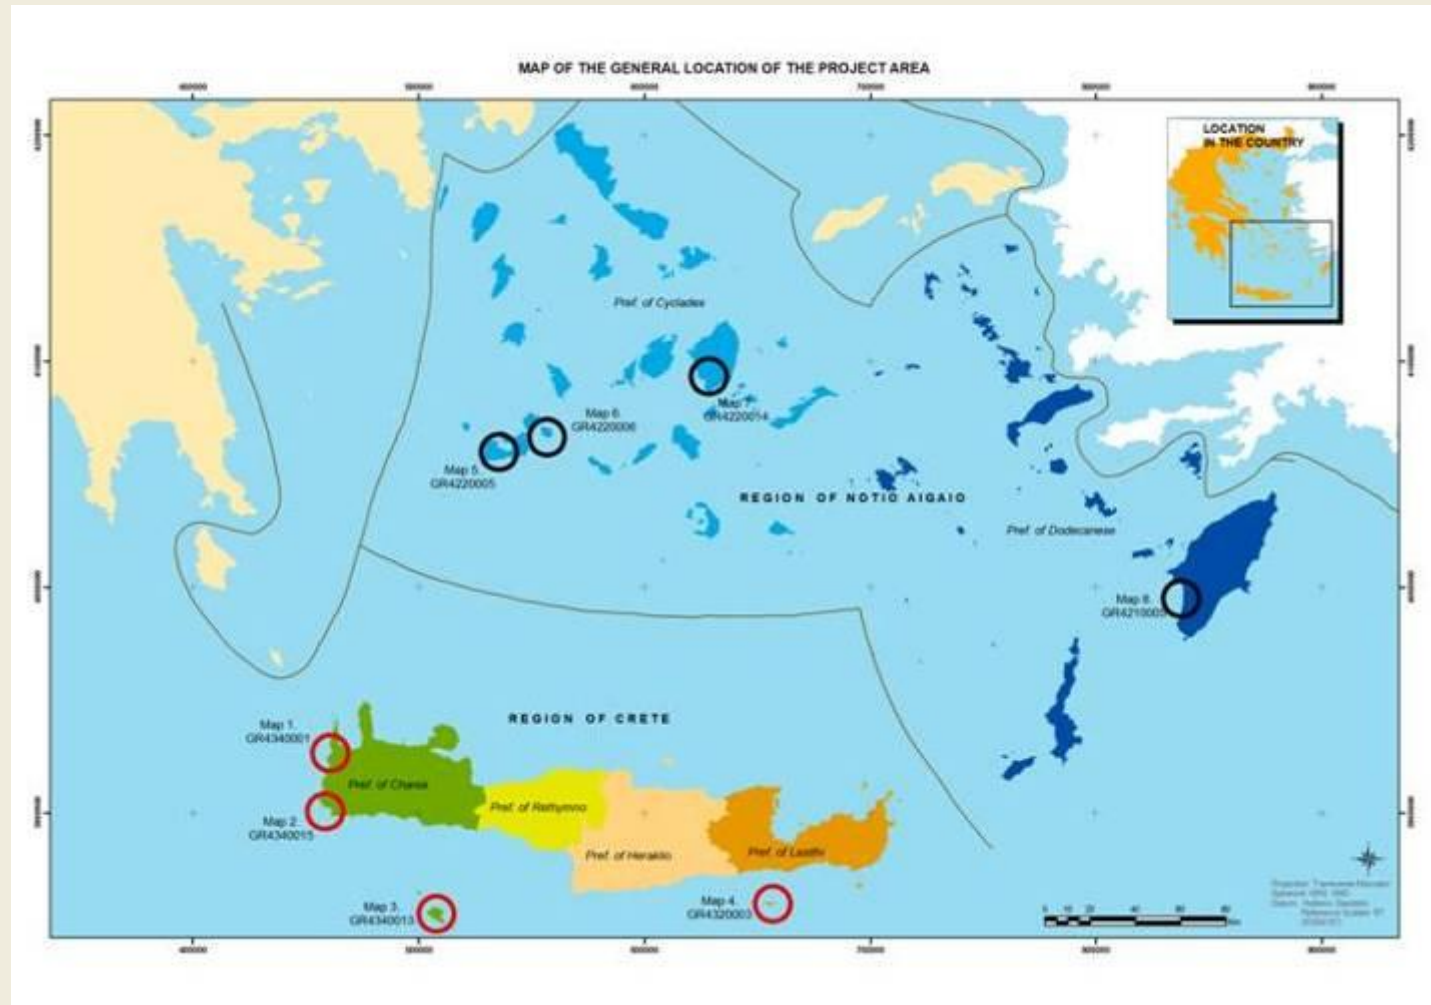 MAP OF THE GENERAL LOCATION OF THE PROJECT AREA
LOCATION
IN THE COUNTRY
Pref. of Cyclades
Map 7.
GR4220014
Map 6.
GR4220006
Map 5.
GR4220005
REGION OF NOTIO AIGAIO
Pref. of Dodecanese
Map 8.
GR4210005
REGION OF CRETE
Map 1.
GR4340001
Pref. of Chania
Pref. of Rethymno
Map 2.
GR4340015
Pref. of Heraklio
Pref. of Lasithi
Map 3.
GR4340013
Map 4.
GR4320003